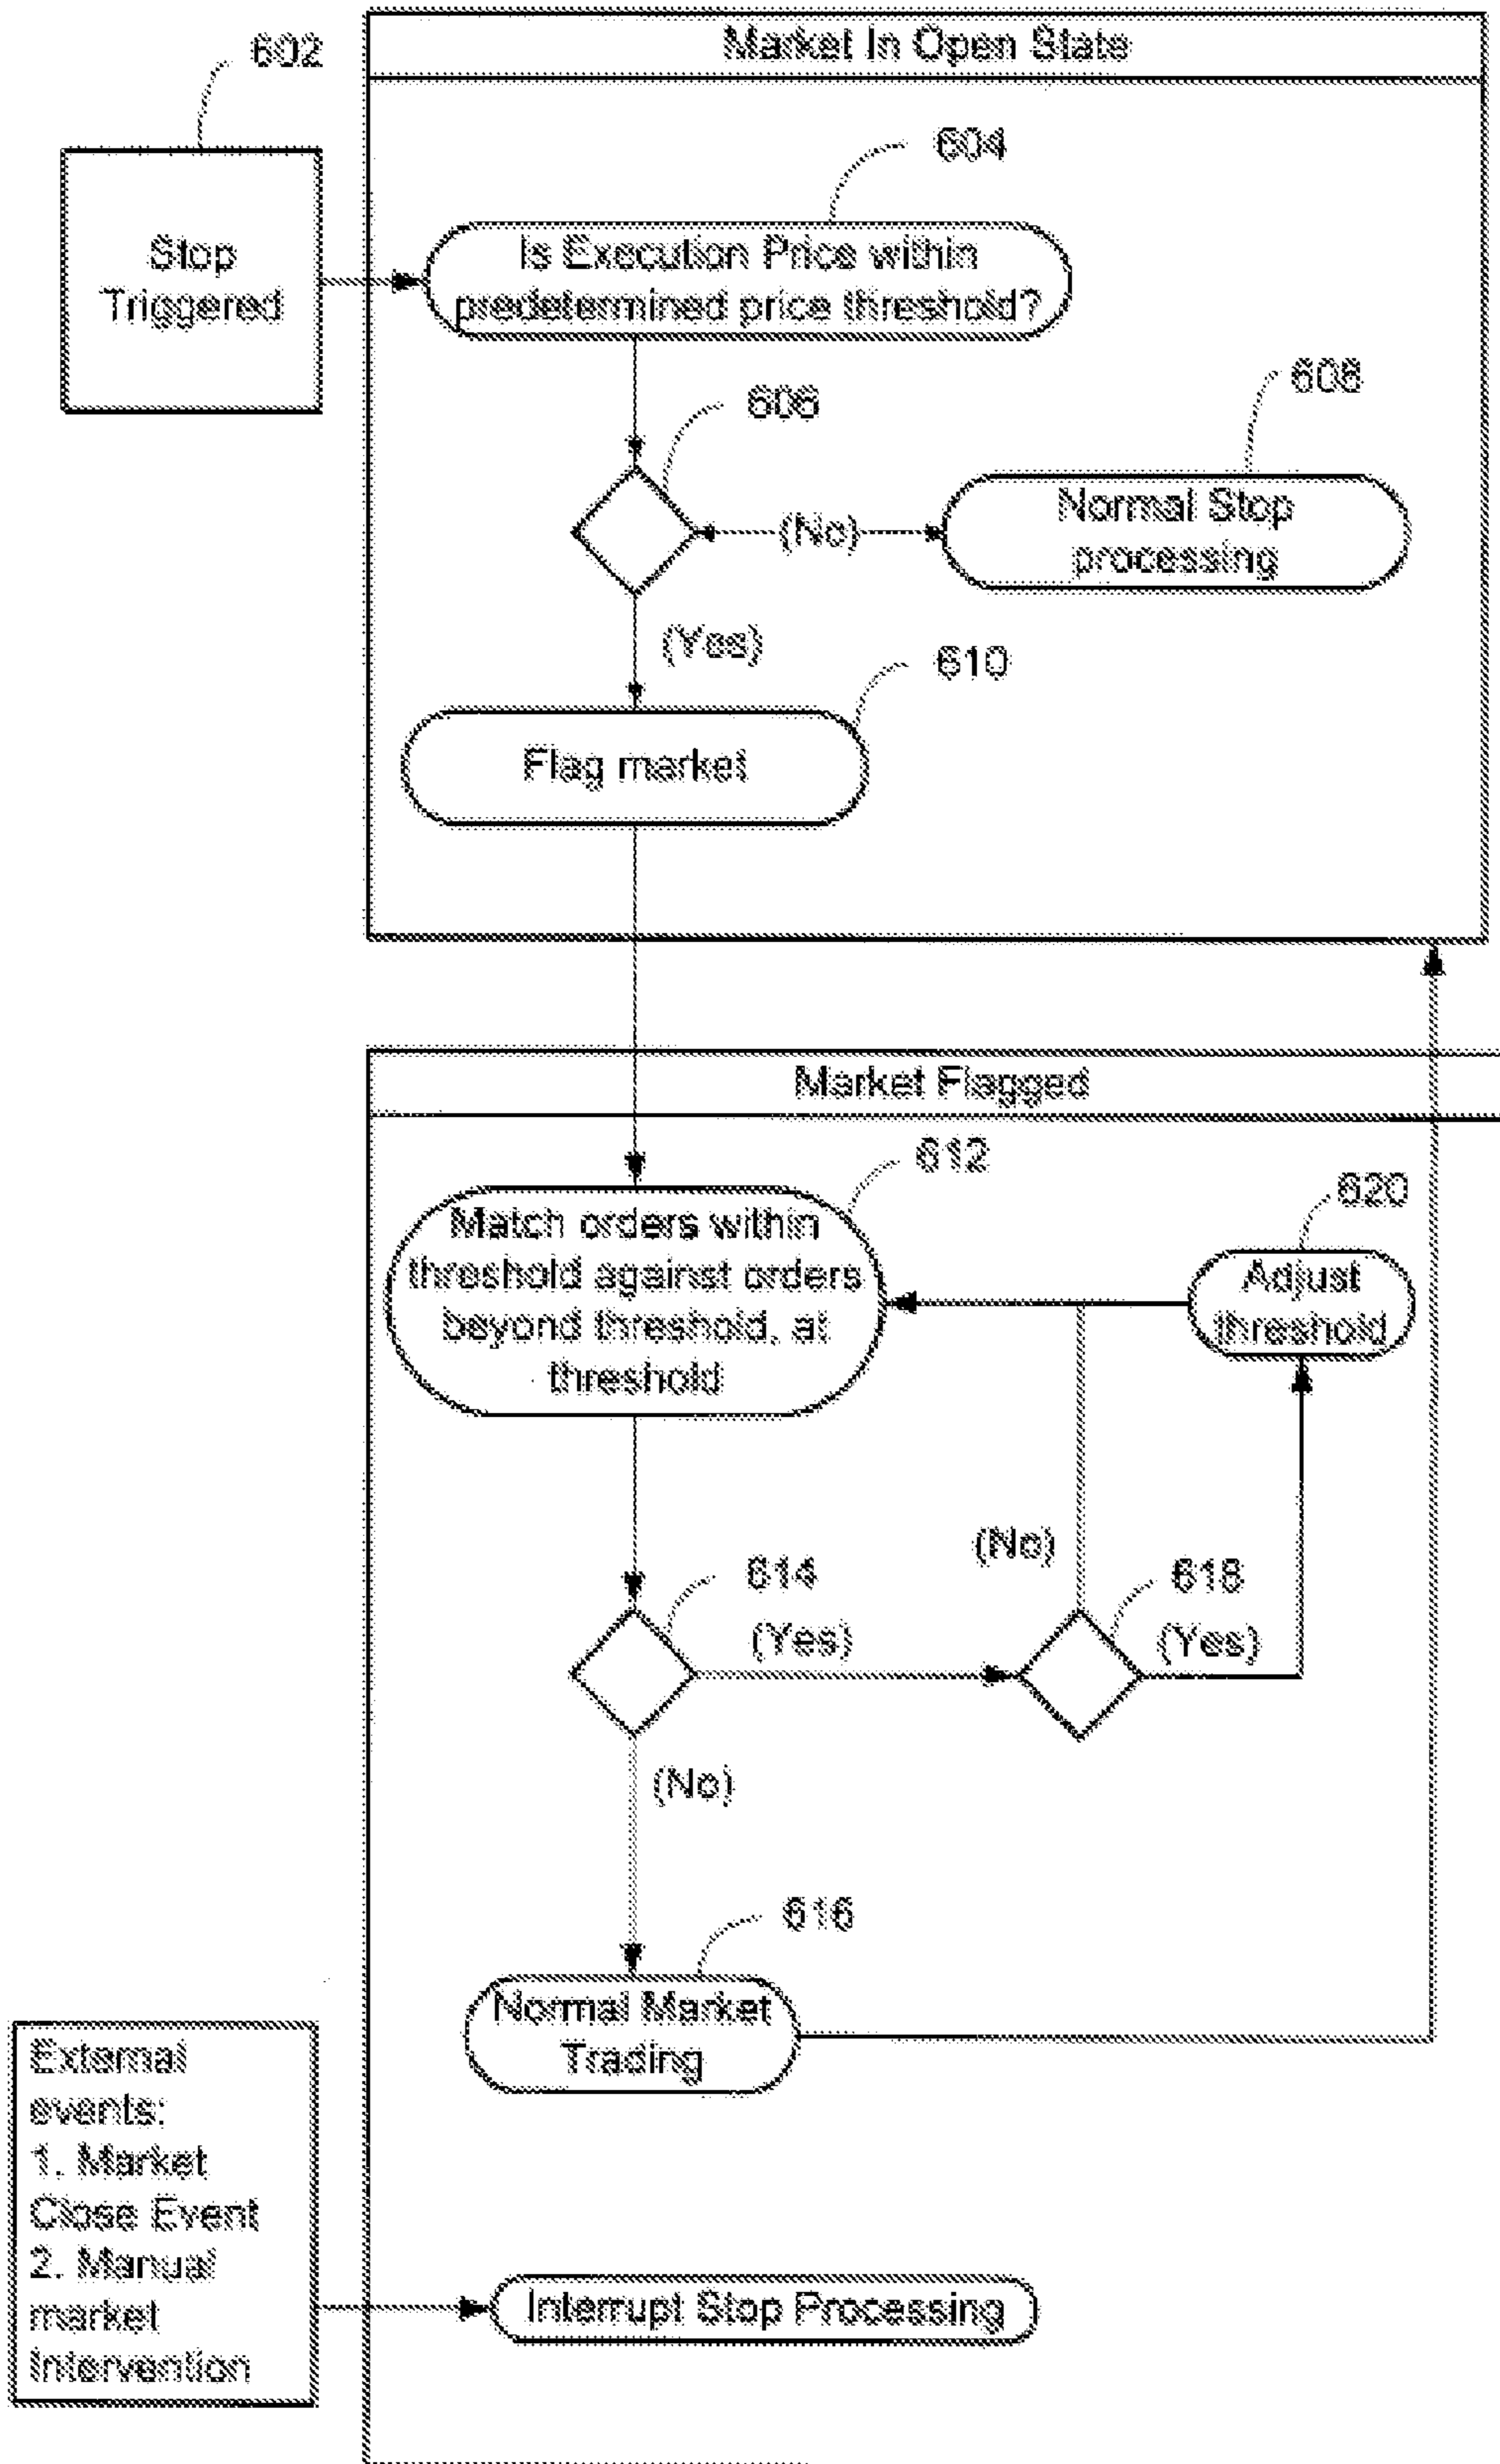 Market In Open State
602
604
Stop
Triggered
Is Execution Price within
predetermined price threshold?
606
608
(No)
Normal Stop
processing
(Yes)
610
Flag market
Market Flagged
612
620
Match orders within
threshold against orders
beyond threshold, at
threshold
Adjust
threshold
(No)
614
618
(Yes)
(Yes)
(No)
616
Normal Market
Trading
External
events:
1. Market
Close Event
2. Manual
market
Intervention
Interrupt Stop Processing